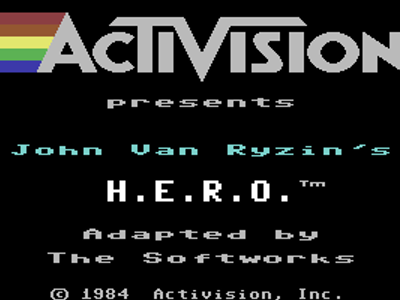 ACTIVISION
presents
John Van Ryzin's
H.E.R.O.™
Adapted by
The Softworks
© 1984 Activision, Inc.